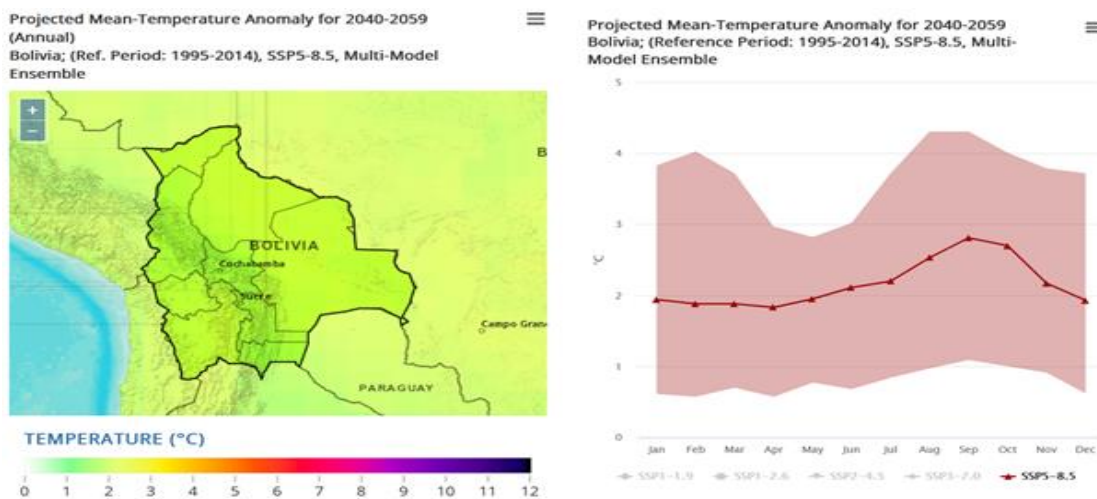 Projected Mean-Temperature Anomaly for 2040-2059
(Annual)
Bolivia; (Ref. Period: 1995-2014), SSP5-8.5, Multi-Model
Ensemble
+
−
B
BOLIVIA
Cochabamba
Sucre
Campo Gran
PARAGUAY
TEMPERATURE (°C)
0 1 2 3 4 5 6 7 8 9 10 11 12
Projected Mean-Temperature Anomaly for 2040-2059
Bolivia; (Reference Period: 1995-2014), SSP5-8.5, Multi-
Model Ensemble
5
4
3
2
1
0
°C
Jan Feb Mar Apr May Jun Jul Aug Sep Oct Nov Dec
SSP1-1.9 SSP1-2.6 SSP2-4.5 SSP3-7.0 SSP5-8.5